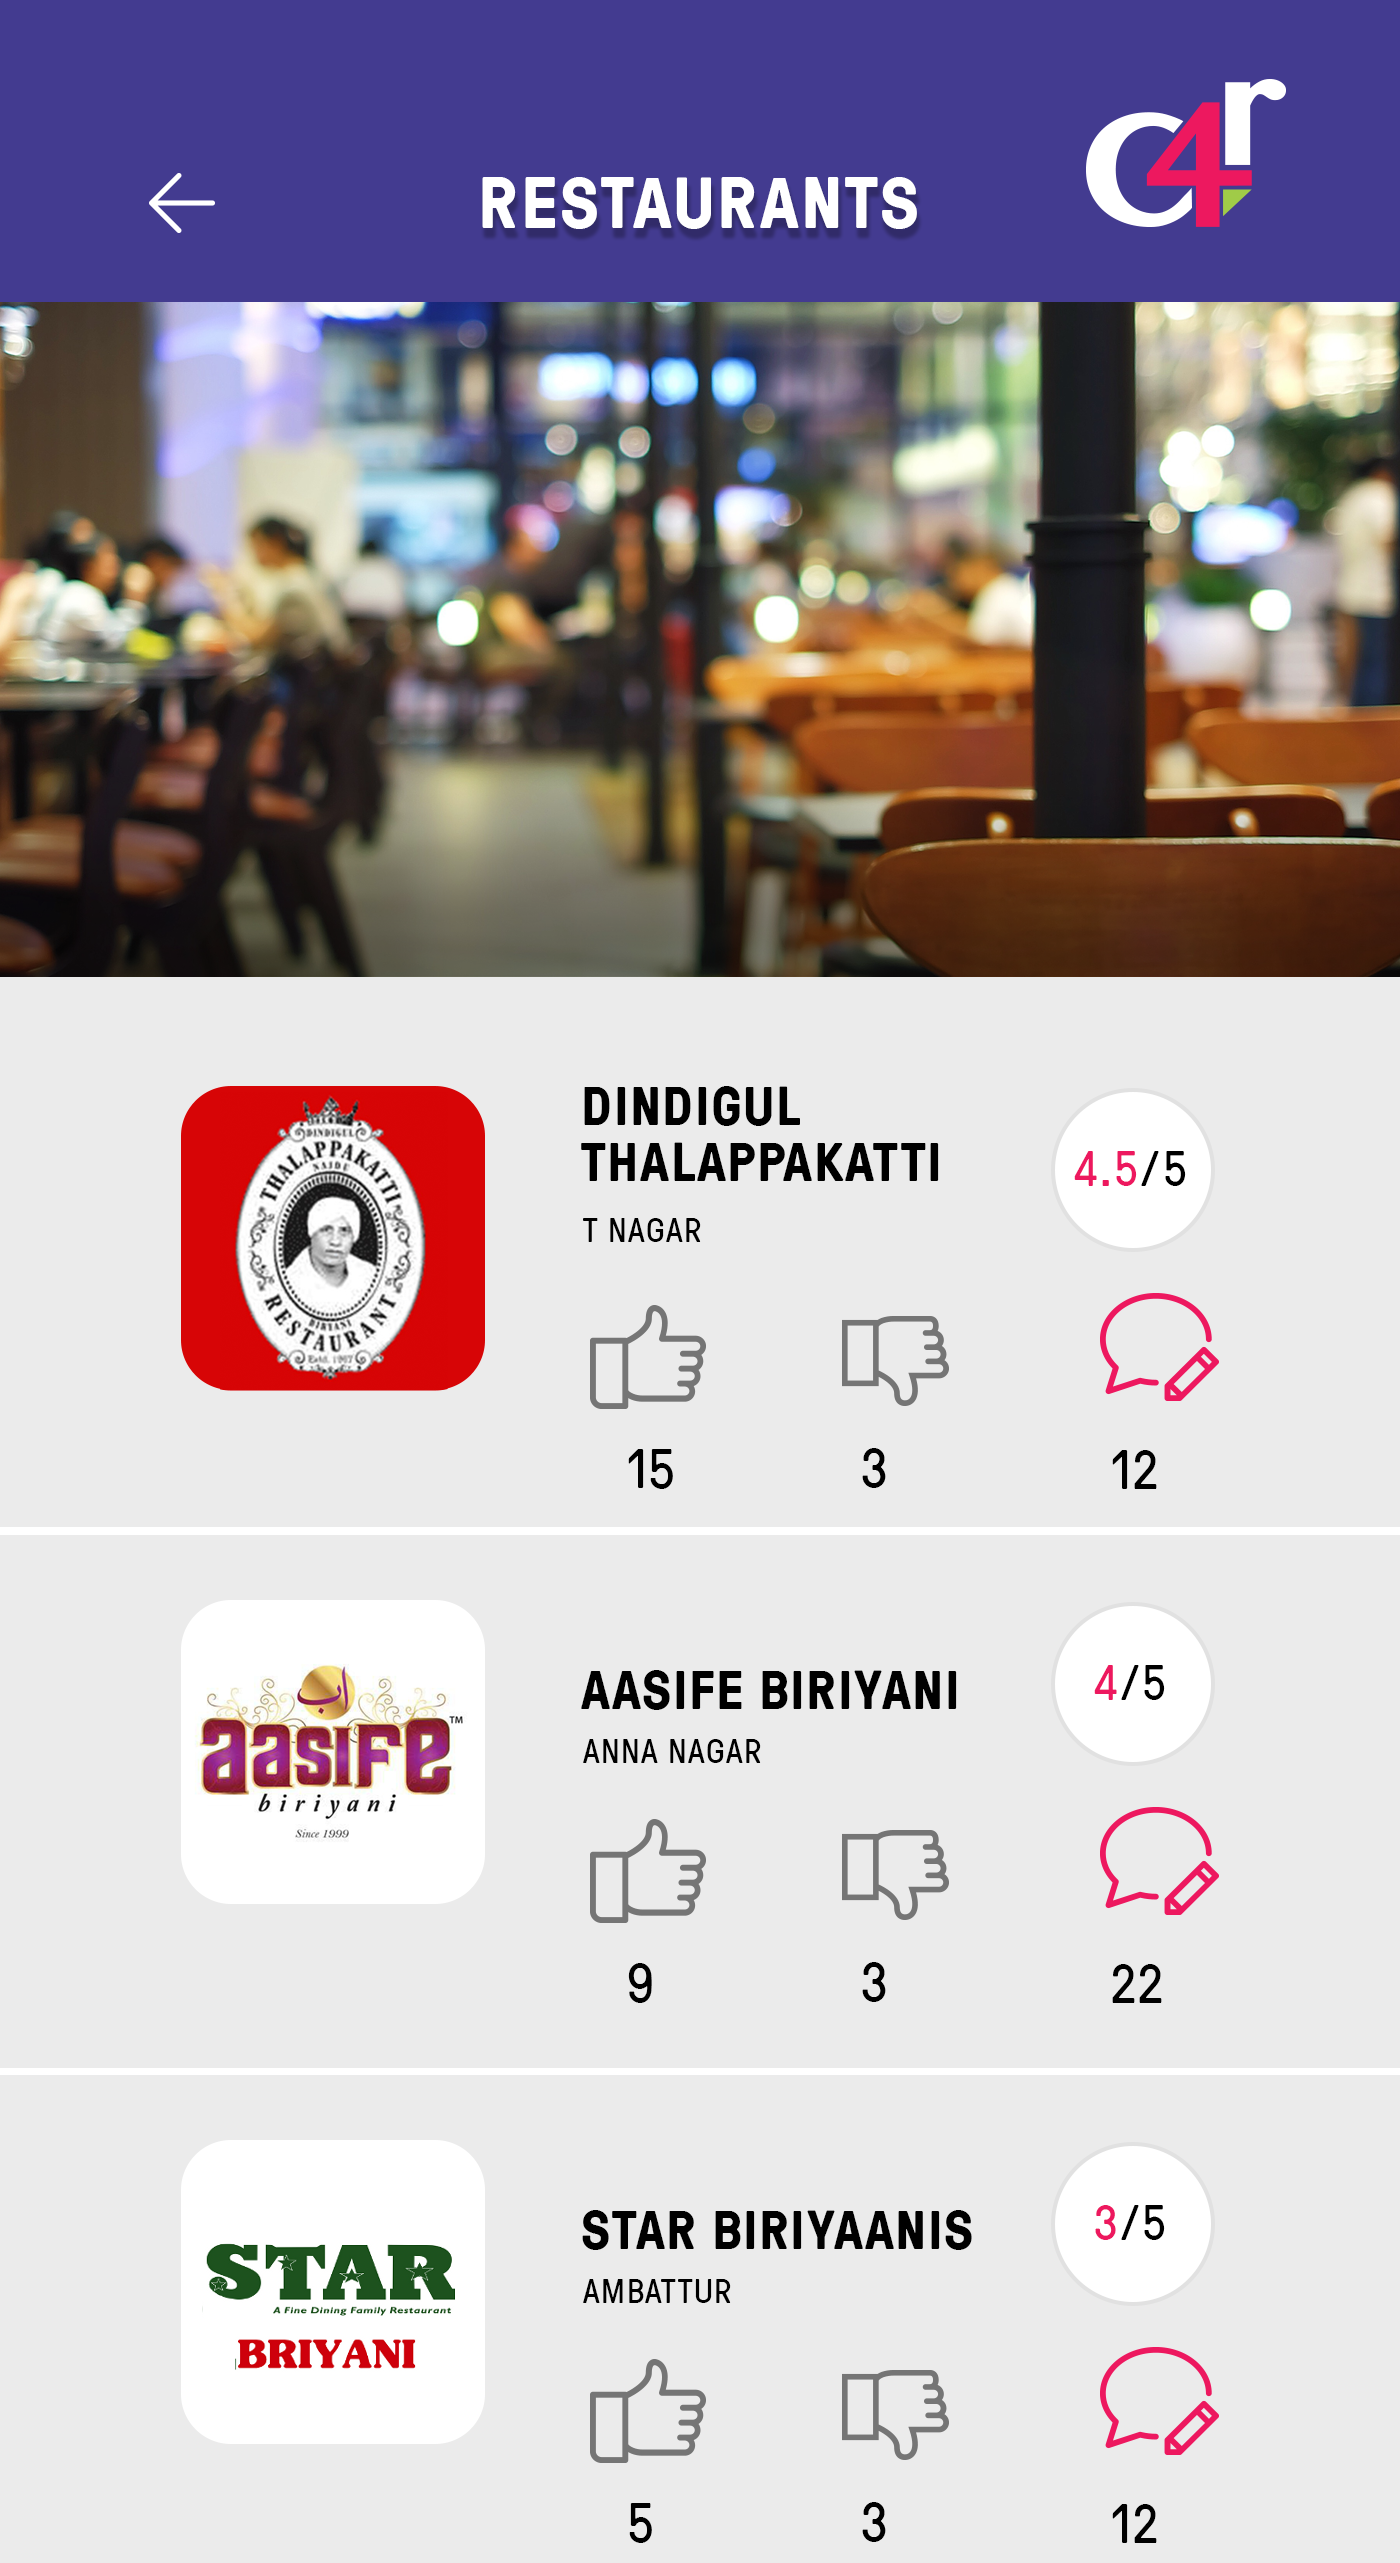 RESTAURANTS
c4r
DINDIGUL
THALAPPAKATTI
NAIDU
BIRIYANI
RESTAURANT
Estd. 1957
DINDIGUL
THALAPPAKATTI
T NAGAR
4.5/5
15
3
12
اب
aasife
TM
biriyani
Since 1999
AASIFE BIRIYANI
ANNA NAGAR
4/5
9
3
22
STAR
A Fine Dining Family Restaurant
BRIYANI
STAR BIRIYAANIS
AMBATTUR
3/5
5
3
12